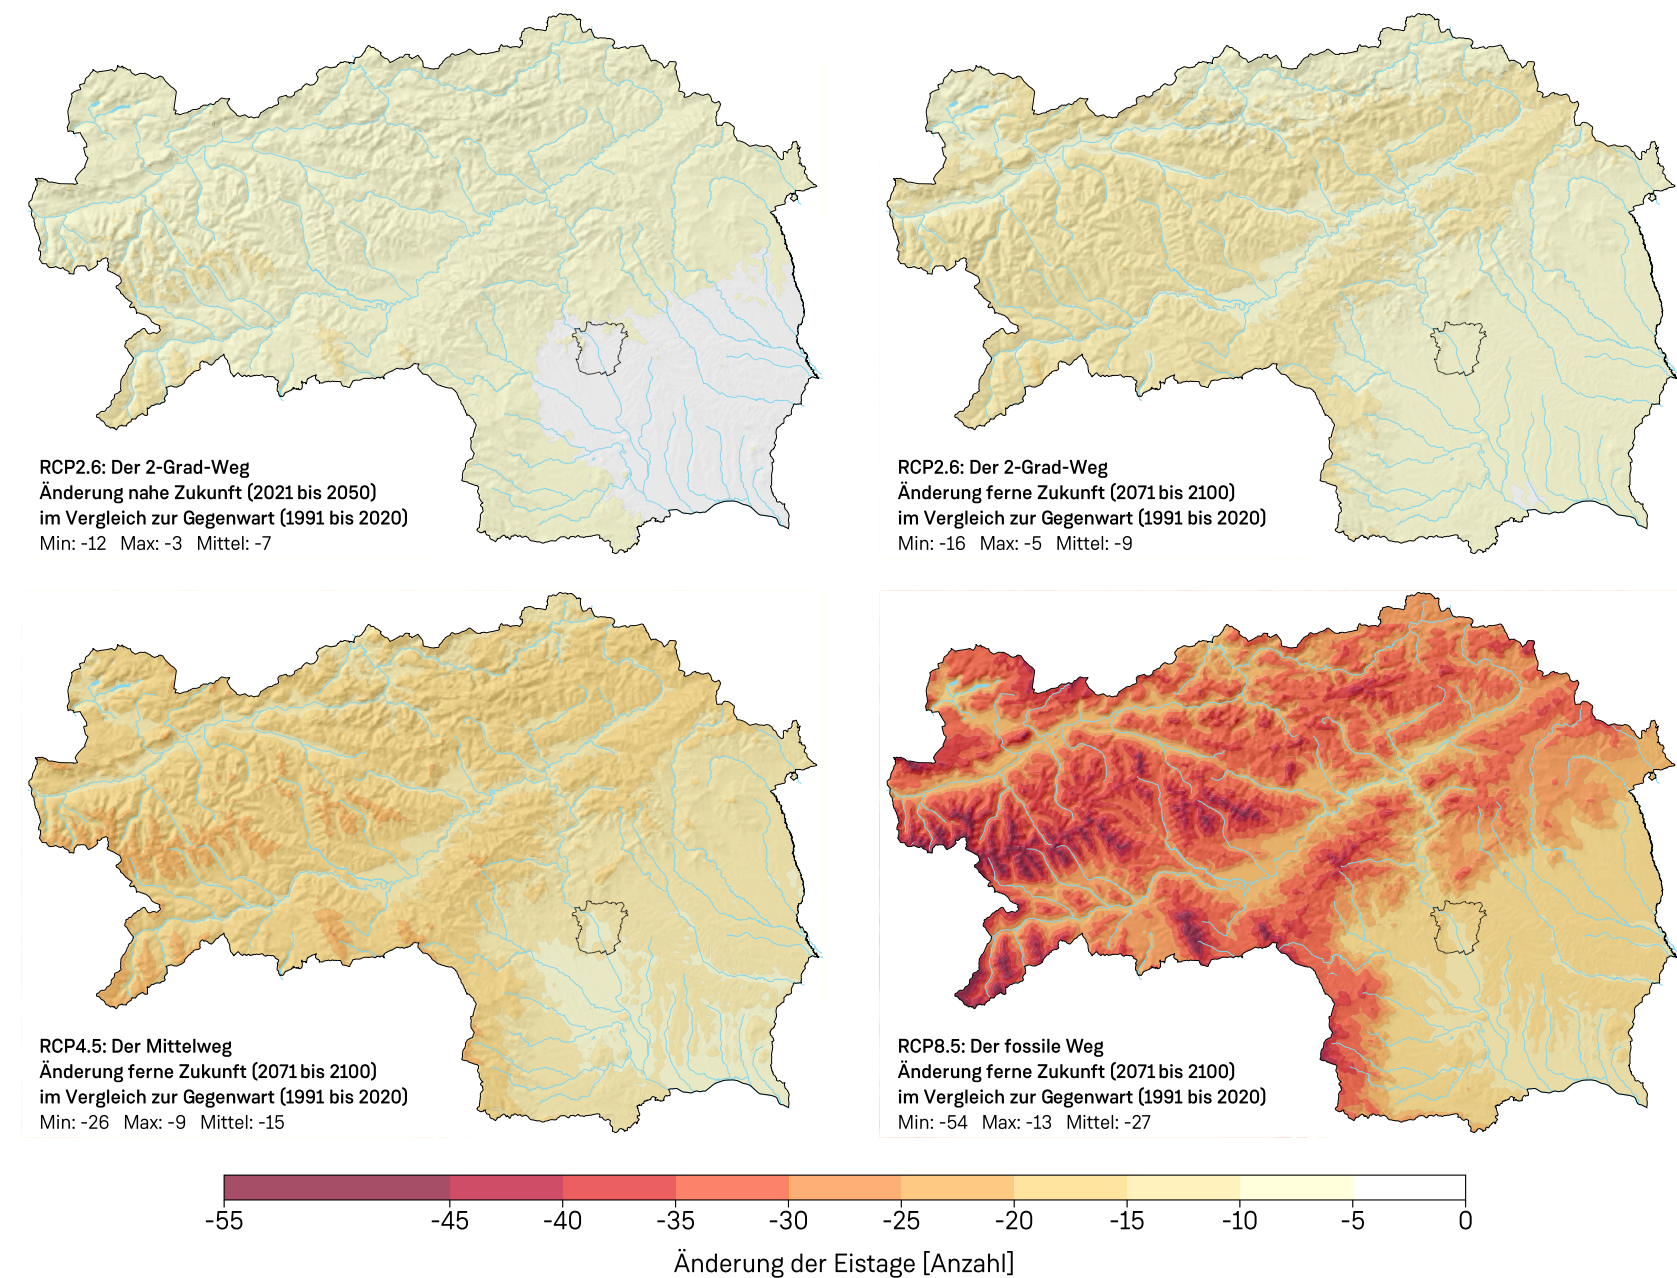 RCP2.6: Der 2-Grad-Weg
Änderung nahe Zukunft (2021 bis 2050)
im Vergleich zur Gegenwart (1991 bis 2020)
Min: -12 Max: -3 Mittel: -7
RCP2.6: Der 2-Grad-Weg
Änderung ferne Zukunft (2071 bis 2100)
im Vergleich zur Gegenwart (1991 bis 2020)
Min: -16 Max: -5 Mittel: -9
RCP4.5: Der Mittelweg
Änderung ferne Zukunft (2071 bis 2100)
im Vergleich zur Gegenwart (1991 bis 2020)
Min: -26 Max: -9 Mittel: -15
RCP8.5: Der fossile Weg
Änderung ferne Zukunft (2071 bis 2100)
im Vergleich zur Gegenwart (1991 bis 2020)
Min: -54 Max: -13 Mittel: -27
-55 -45 -40 -35 -30 -25 -20 -15 -10 -5 0
Änderung der Eistage [Anzahl]